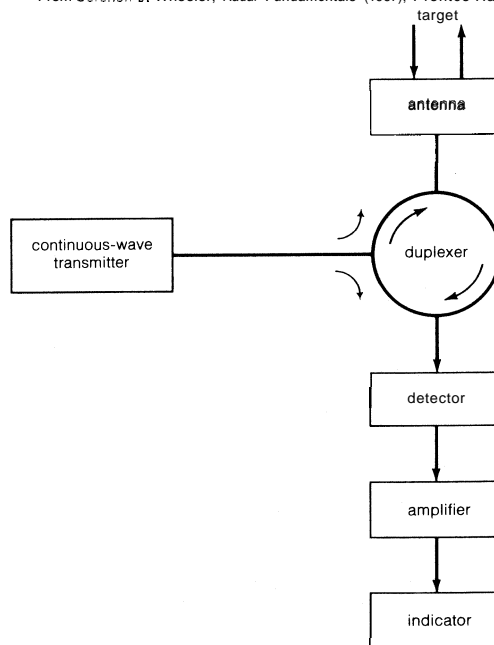 target
antenna
continuous-wave
transmitter
duplexer
detector
amplifier
indicator